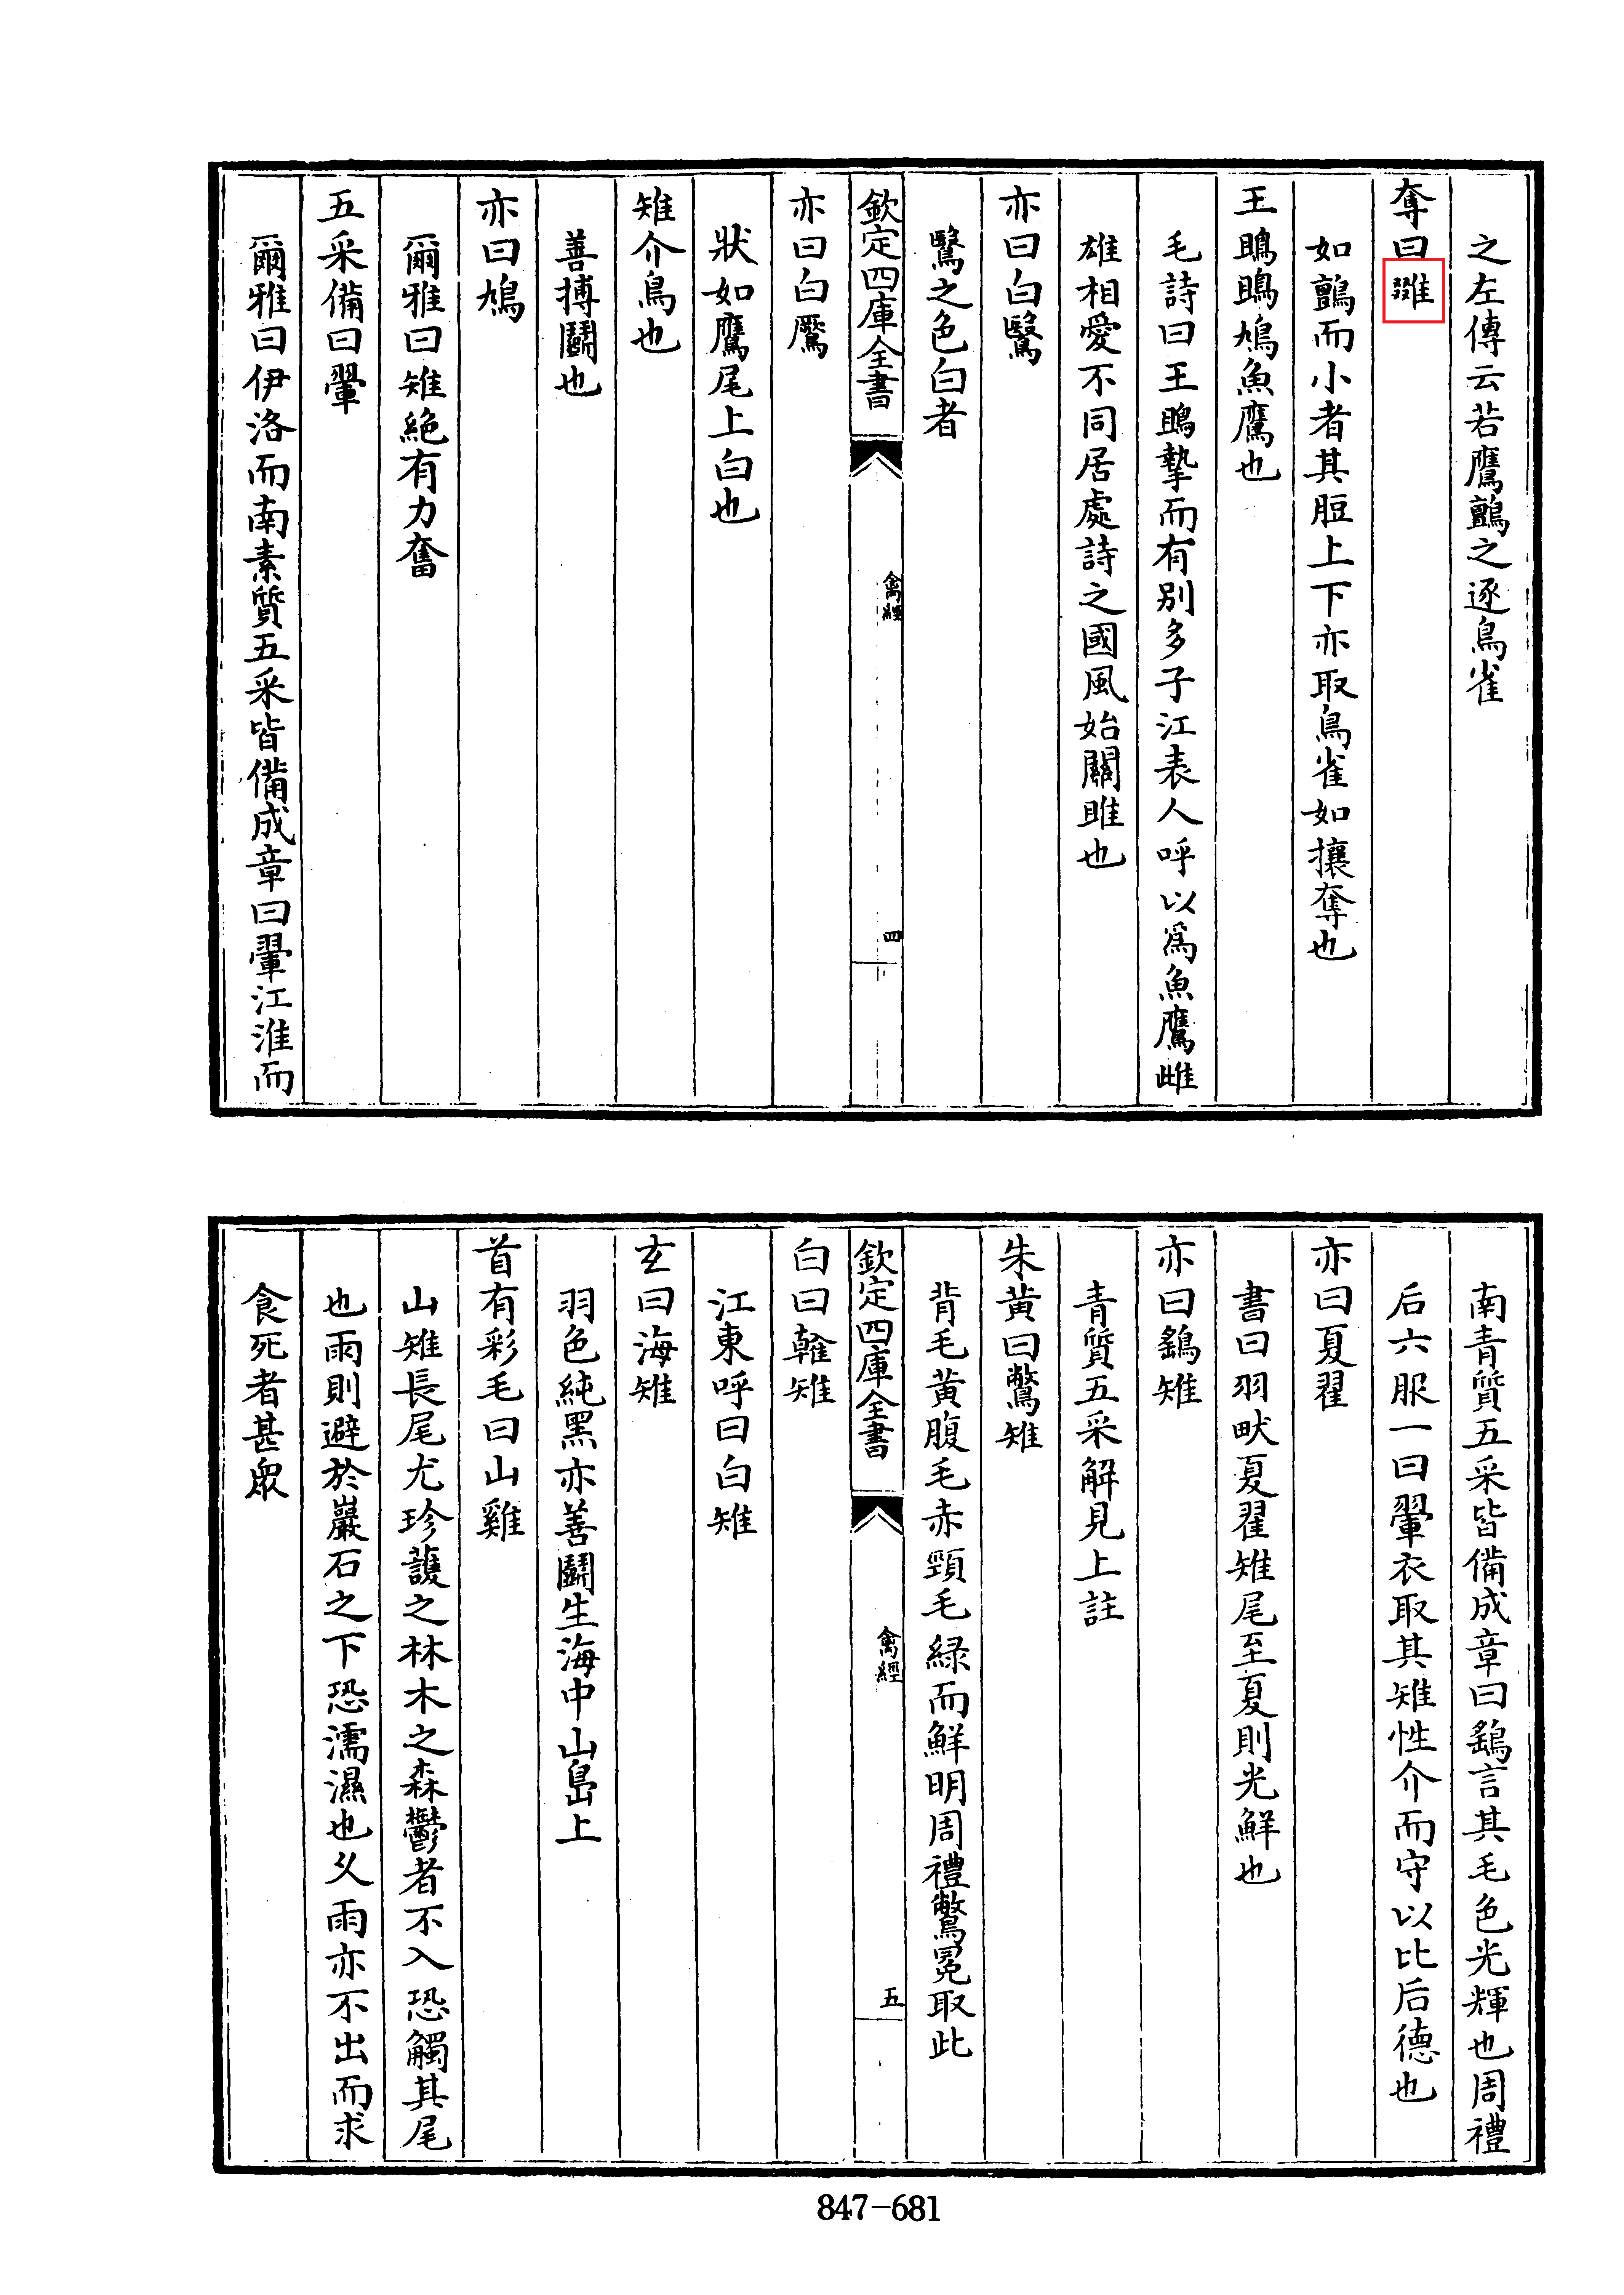 之左傳云若鷹鸇之逐鳥雀
奪曰
如鸇而小者其脰上下亦取鳥雀如攘奪也
王鴡鴡鳩魚鷹也
毛詩曰王鴡摯而有别多子江表人呼以為魚鷹雌
雄相愛不同居處詩之國風始關雎也
亦曰白鷖
鷖之色白者
欽定四庫全書
禽經
四
亦曰白鷢
狀如鷹尾上白也
雉介鳥也
善搏鬭也
亦曰鳩
爾雅曰雉絶有力奮
五采備曰翬
爾雅曰伊洛而南素質五采皆備成章曰翬江淮而
南青質五采皆備成章曰鷂言其毛色光輝也周禮
后六服一曰翬衣取其雉性介而守以比后德也
亦曰夏翟
書曰羽畎夏翟雉尾至夏則光鮮也
亦曰鷂雉
青質五采解見上註
朱黄曰鷩雉
背毛黄腹毛赤頸毛緑而鮮明周禮鷩冕取此
欽定四庫全書
禽經
五
白曰雗雉
江東呼曰白雉
玄曰海雉
羽色純黑亦善鬭生海中山島上
首有彩毛曰山雞
山雉長尾尤珍䕶之林木之森鬱者不入恐觸其尾
也雨則避於巖石之下恐濡濕也乆雨亦不出而求
食死者甚衆
847-681